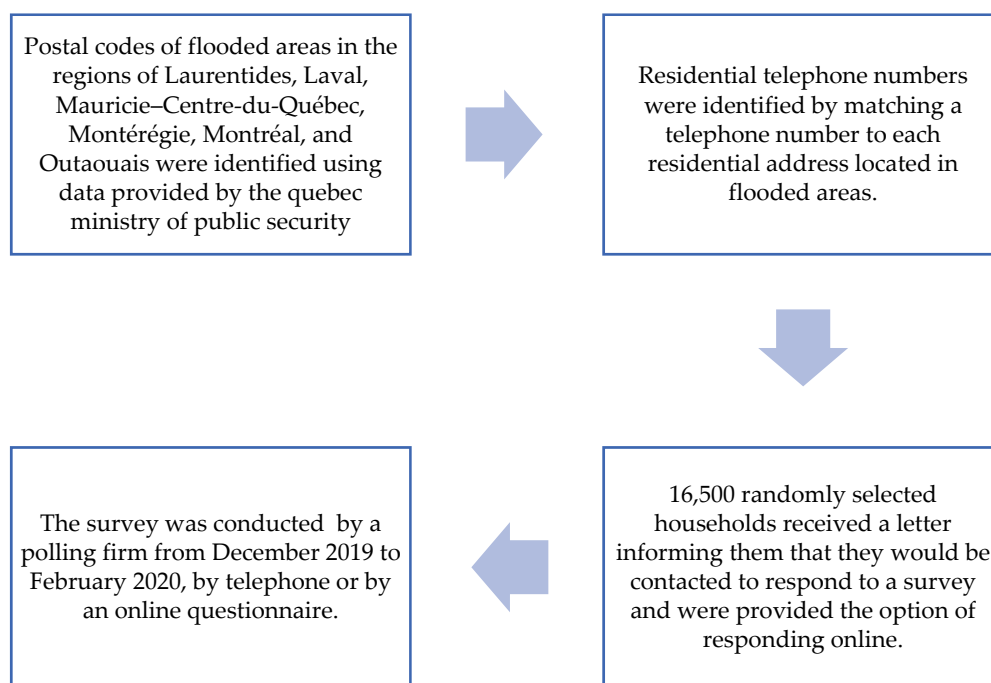 Postal codes of flooded areas in the
regions of Laurentides, Laval,
Mauricie–Centre-du-Québec,
Montérégie, Montréal, and
Outaouais were identified using
data provided by the quebec
ministry of public security
Residential telephone numbers
were identified by matching a
telephone number to each
residential address located in
flooded areas.
16,500 randomly selected
households received a letter
informing them that they would be
contacted to respond to a survey
and were provided the option of
responding online.
The survey was conducted by a
polling firm from December 2019 to
February 2020, by telephone or by
an online questionnaire.